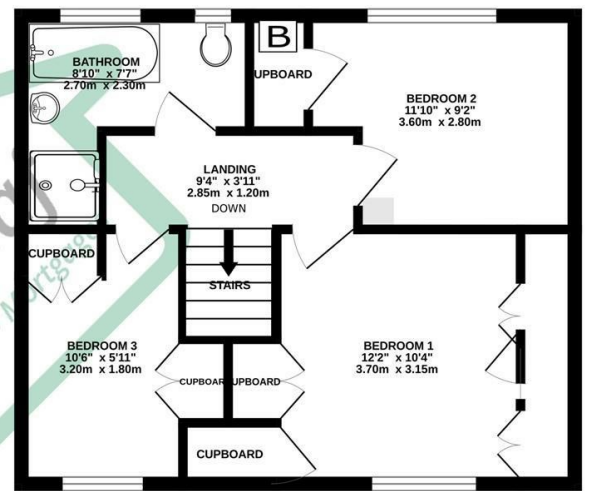 B
BATHROOM
8'10" x 7'7"
2.70m x 2.30m
UPBOARD
BEDROOM 2
11'10" x 9'2"
3.60m x 2.80m
LANDING
9'4" x 3'11"
2.85m x 1.20m
DOWN
CUPBOARD
STAIRS
BEDROOM 3
10'6" x 5'11"
3.20m x 1.80m
BEDROOM 1
12'2" x 10'4"
3.70m x 3.15m
CUPBOAR
UPBOARD
CUPBOARD
Mortgage